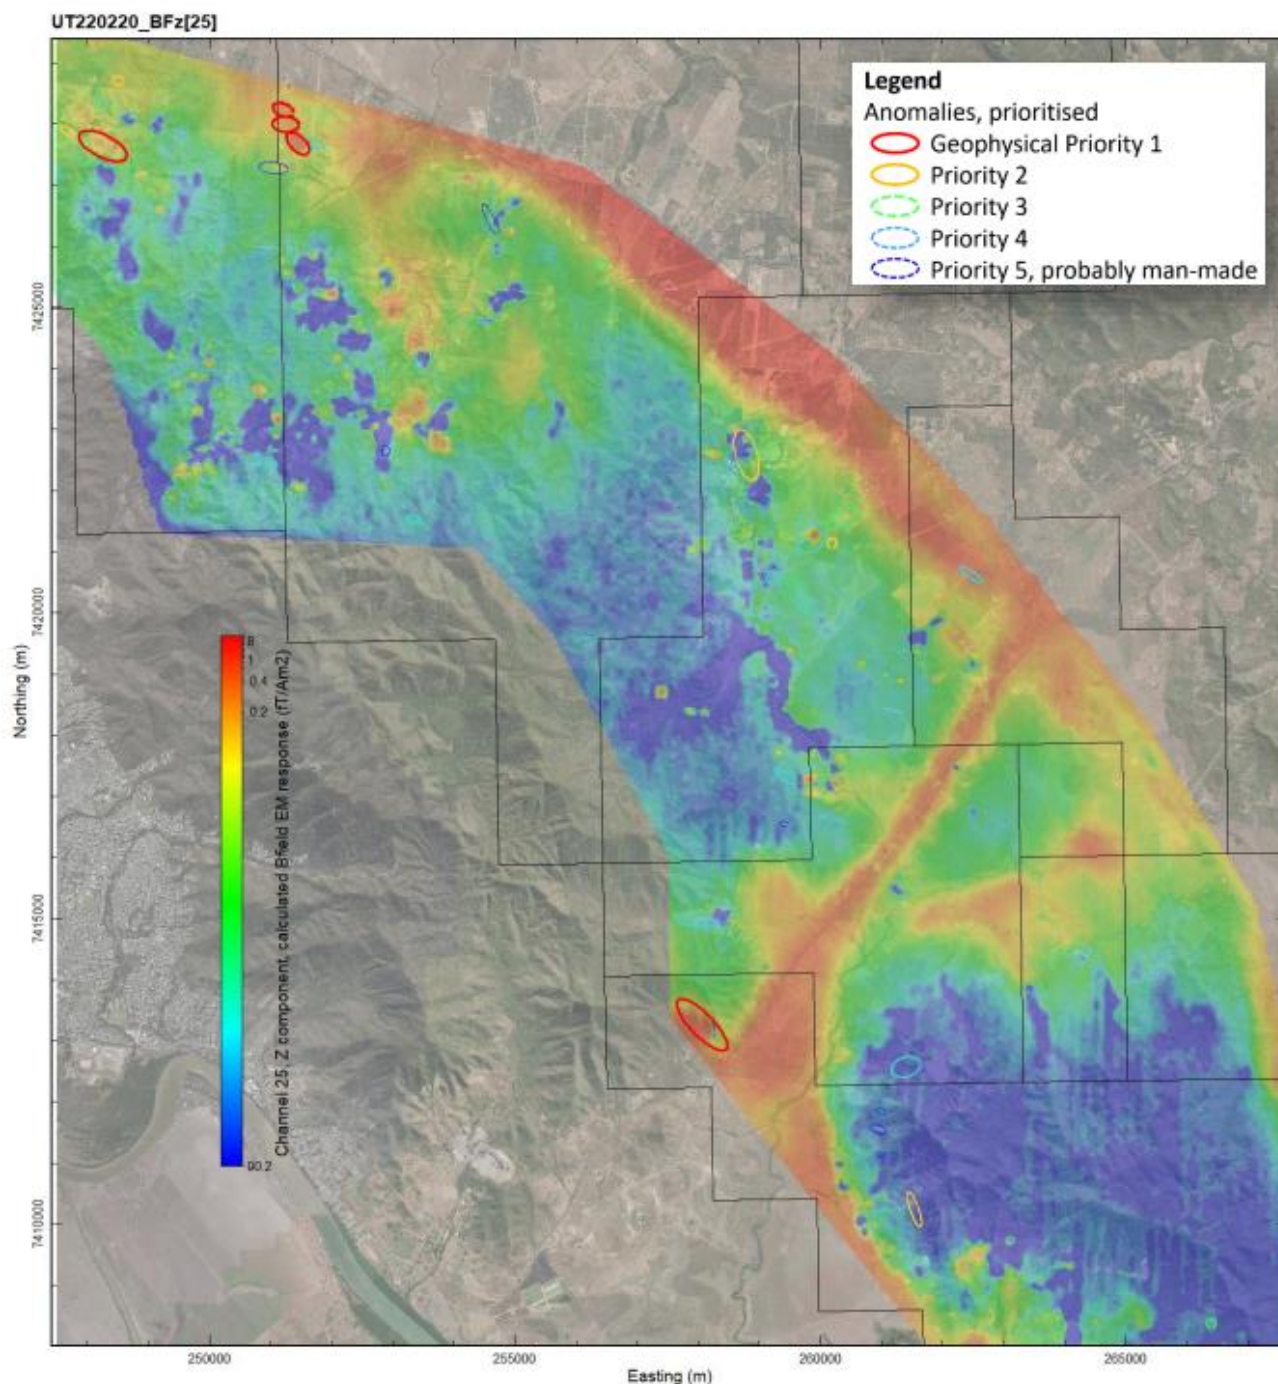 UT220220_BFz[25]
Legend
Anomalies, prioritised
Geophysical Priority 1
Priority 2
Priority 3
Priority 4
Priority 5, probably man-made
7425000
7420000
7415000
7410000
Northing (m)
1
0.4
0.2
Channel 25, Z component, calculated Bfield EM response (fT/Am2)
250000
255000
260000
265000
Easting (m)